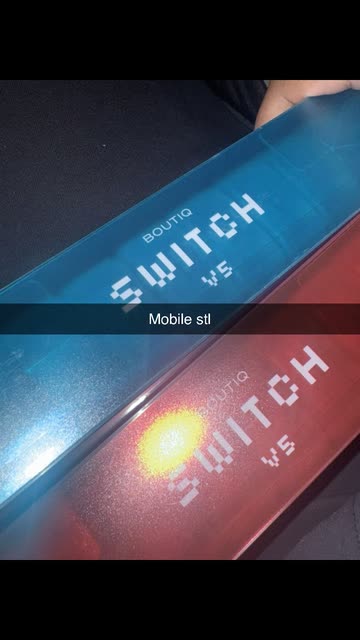 BOUTIQ
SWITCH
V5
Mobile stl
BOUTIQ
SWITCH
V5